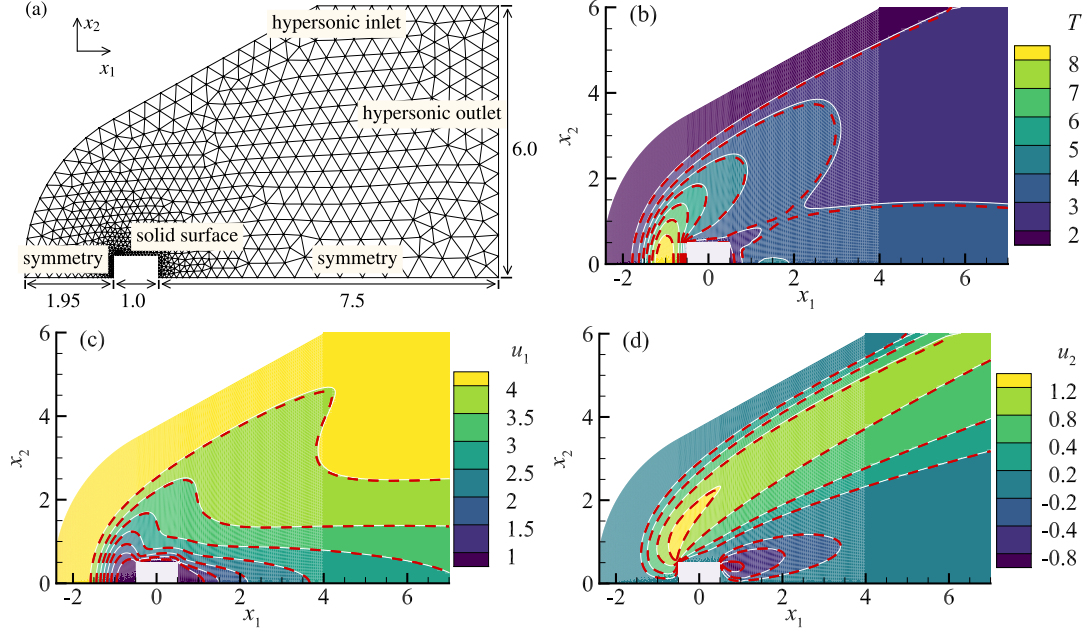 (a)
x2
x1
hypersonic inlet
hypersonic outlet
6.0
solid surface
symmetry
symmetry
1.95
1.0
7.5
(b)
T
6
4
2
0
x2
-2
0
2
4
6
x1
8
7
6
5
4
3
2
(c)
u1
6
4
2
0
x2
-2
0
2
4
6
x1
4
3.5
3
2.5
2
1.5
1
(d)
u2
6
4
2
0
x2
-2
0
2
4
6
x1
1.2
0.8
0.4
0.2
-0.2
-0.4
-0.8